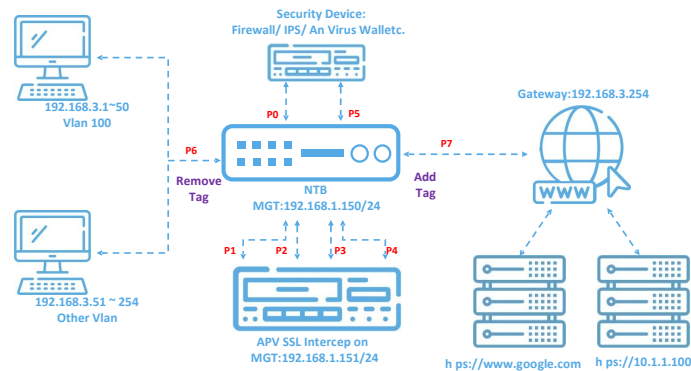 Security Device:
Firewall/ IPS/ An Virus Walletc.
192.168.3.1~50
Vlan 100
P0
P5
Gateway:192.168.3.254
P6
P7
Remove
Tag
Add
Tag
NTB
MGT:192.168.1.150/24
WWW
P1
P2
P3
P4
192.168.3.51 ~ 254
Other Vlan
APV SSL Intercep on
MGT:192.168.1.151/24
h ps://www.google.com
h ps://10.1.1.100